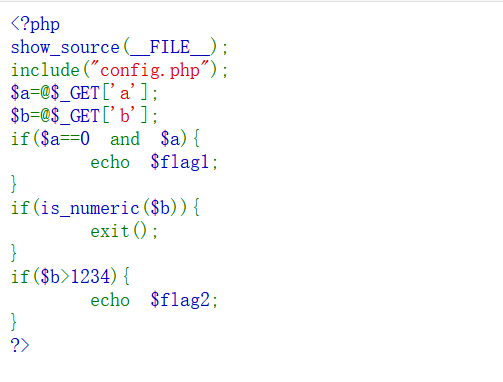 <?php
show_source(__FILE__);
include("config.php");
$a=@$_GET['a'];
$b=@$_GET['b'];
if($a==0 and $a){
echo $flag1;
}
if(is_numeric($b)){
exit();
}
if($b>1234){
echo $flag2;
}
?>